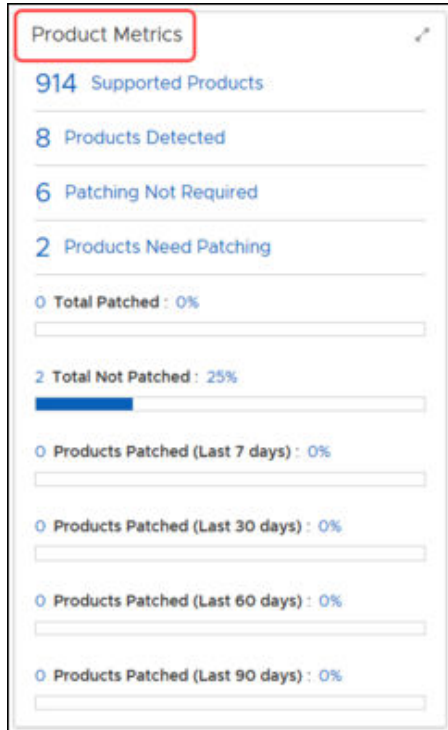 Product Metrics
914 Supported Products
8 Products Detected
6 Patching Not Required
2 Products Need Patching
0 Total Patched : 0%
2 Total Not Patched : 25%
0 Products Patched (Last 7 days) : 0%
0 Products Patched (Last 30 days) : 0%
0 Products Patched (Last 60 days) : 0%
0 Products Patched (Last 90 days) : 0%